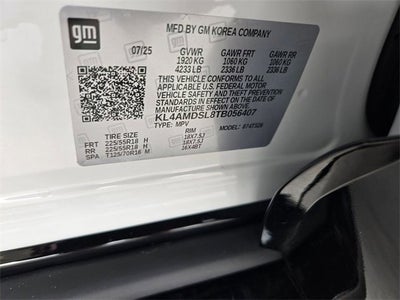 gm
MFD BY GM KOREA COMPANY
07/25 GVWR GAWR FRT GAWR RR
1920 KG 1060 KG 1060 KG
4233 LB 2336 LB 2336 LB
THIS VEHICLE CONFORMS TO ALL
APPLICABLE U.S. FEDERAL MOTOR
VEHICLE SAFETY, BUMPER, AND
THEFT PREVENTION STANDARDS IN
EFFECT ON THE DATE OF
MANUFACTURE SHOWN ABOVE.
KL4AMDSL8TB056407
TYPE: MPV MODEL:
TIRE SIZE RIM
FRT 225/55R18 H 18X7.5J
RR 225/55R18 H 18X7.5J
SPA T125/70R16 M 16X4BT